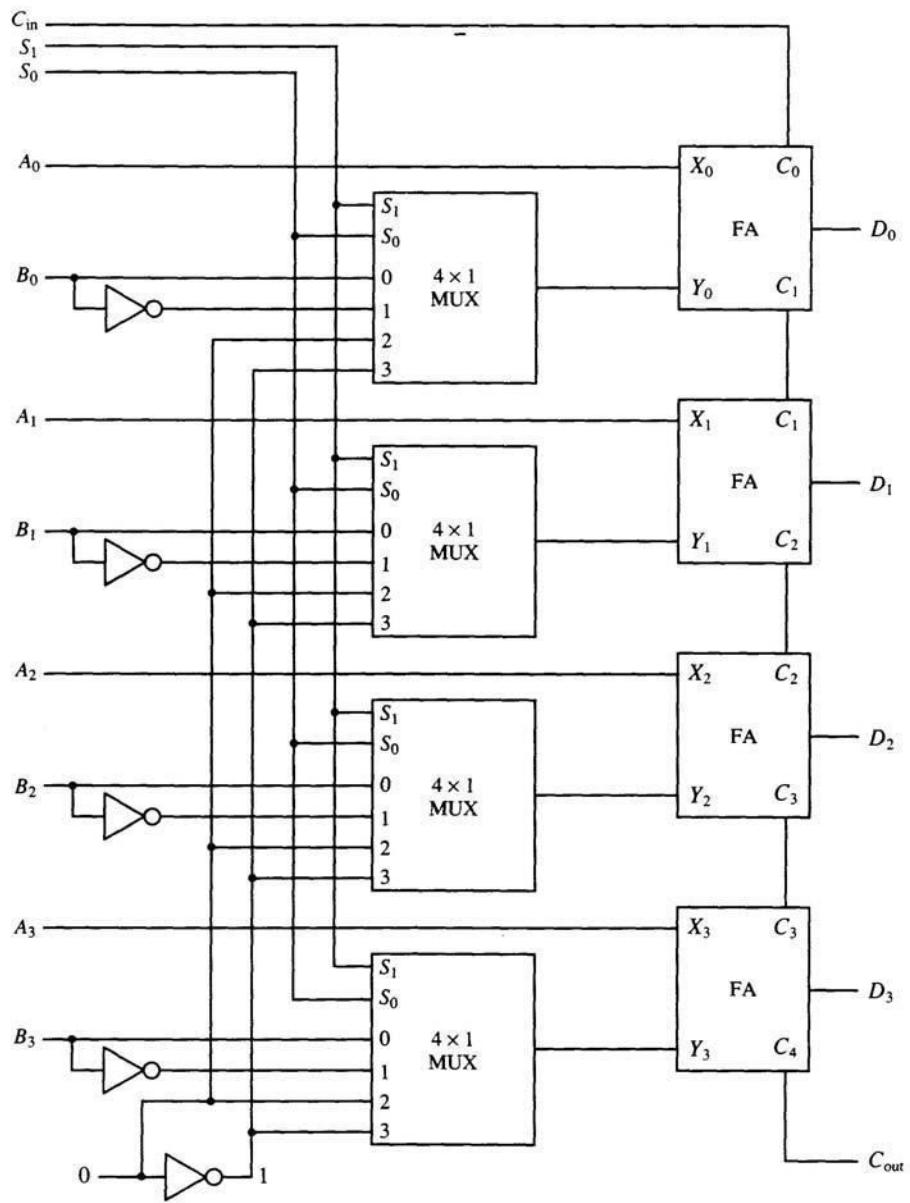 C_in
S_1
S_0
A_0
X_0 C_0
S_1
S_0
FA
D_0
B_0
0
4 × 1
MUX
1
Y_0 C_1
2
3
A_1
X_1 C_1
S_1
S_0
FA
D_1
B_1
0
4 × 1
MUX
1
Y_1 C_2
2
3
A_2
X_2 C_2
S_1
S_0
FA
D_2
B_2
0
4 × 1
MUX
1
Y_2 C_3
2
3
A_3
X_3 C_3
S_1
S_0
FA
D_3
B_3
0
4 × 1
MUX
1
Y_3 C_4
2
3
0 1
C_out